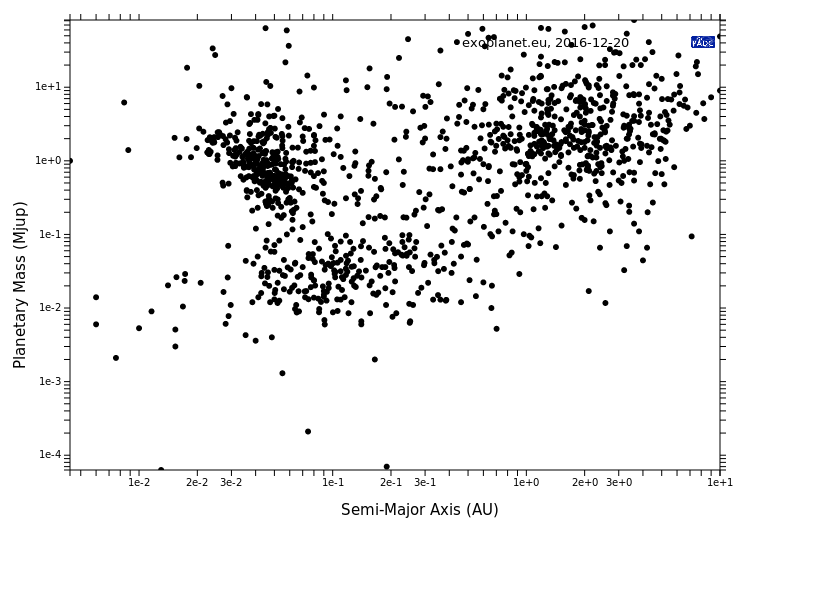 exoplanet.eu, 2016-12-20
Planetary Mass (Mjup)
1e+1
1e+0
1e-1
1e-2
1e-3
1e-4
1e-2 2e-2 3e-2 1e-1 2e-1 3e-1 1e+0 2e+0 3e+0 1e+1
Semi-Major Axis (AU)